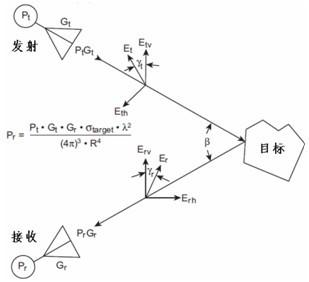 Pt
Gt
发射
PtGt
Et
Etv
γt
Eth
Pr = Pt • Gt • Gr • σtarget • λ² / (4π)³ • R⁴
β
目标
Erv
Er
γr
Erh
接收
PrGr
Pr
Gr